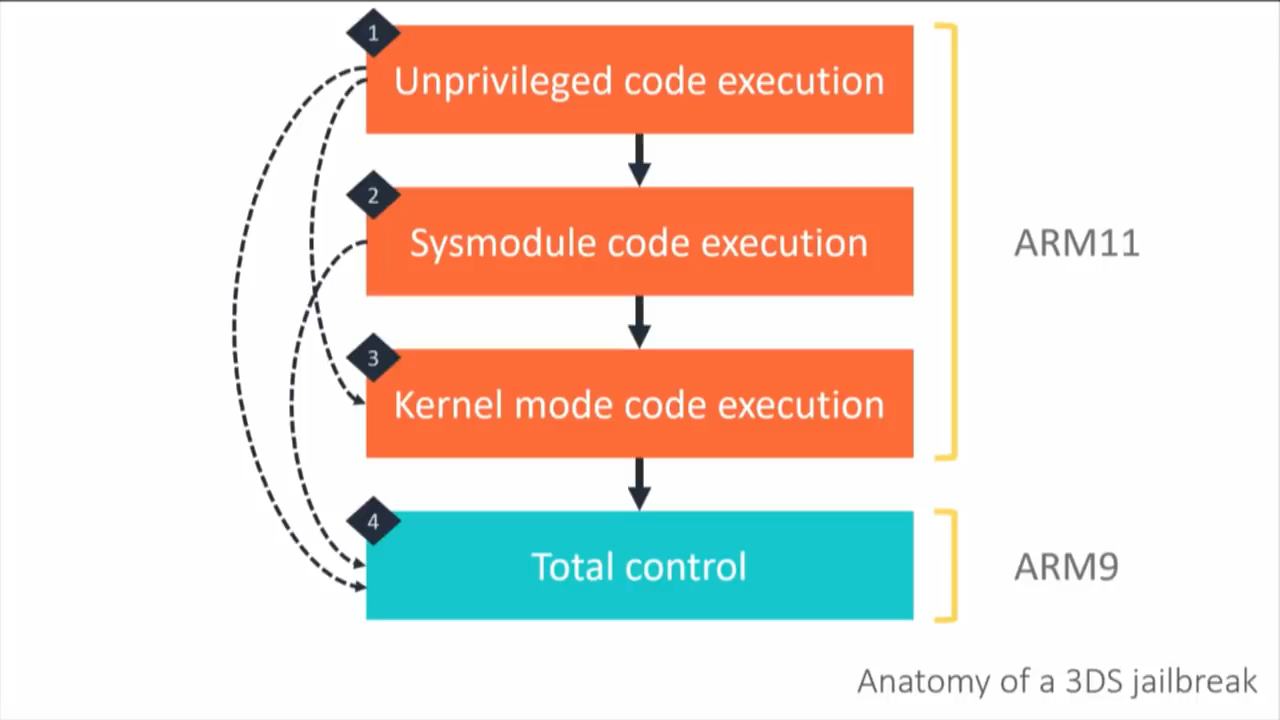 1
Unprivileged code execution
2
Sysmodule code execution
ARM11
3
Kernel mode code execution
4
Total control
ARM9
Anatomy of a 3DS jailbreak